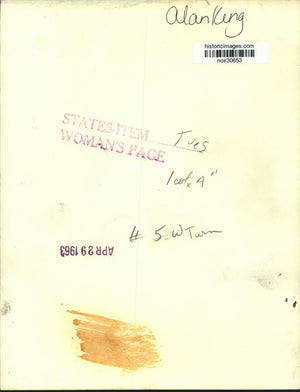 Alan King
historicimages.com
nox30653
STATES-ITEM
WOMAN'S PAGE
Tues
1 col x 4"
# 5-W Turn
APR 29 1963